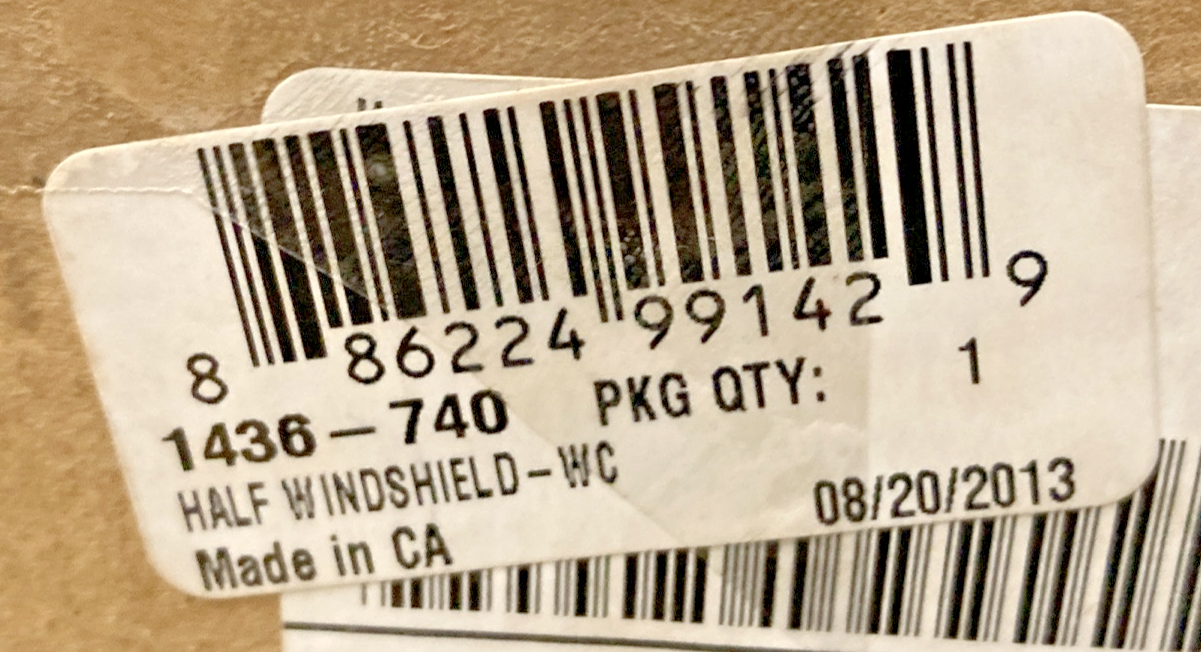 8 86224 99142 9
1436-740 PKG QTY: 1
HALF WINDSHIELD-WC
08/20/2013
Made in CA